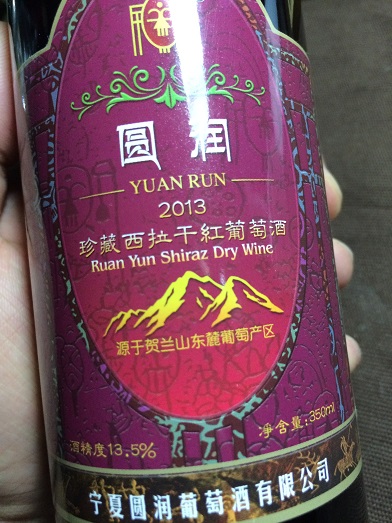 圆润
YUAN RUN
2013
珍藏西拉干紅葡萄酒
Ruan Yun Shiraz Dry Wine
源于贺兰山东麓葡萄产区
酒精度13.5%
净含量:350ml
宁夏圆润葡萄酒有限公司